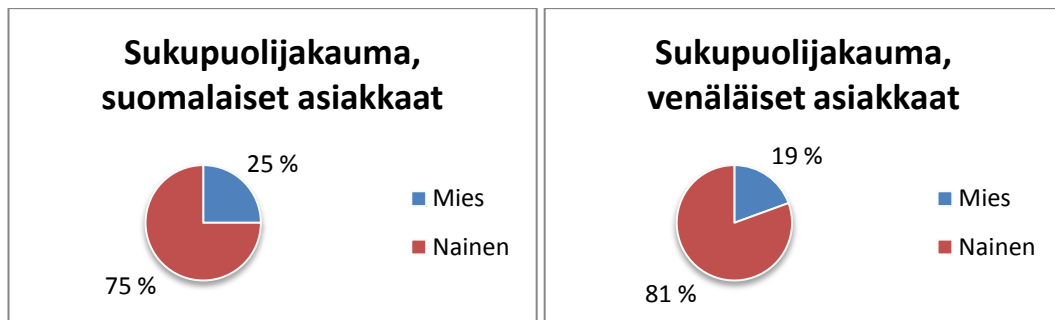 Sukupuolijakauma,
suomalaiset asiakkaat
25 %
Mies
Nainen
75 %
Sukupuolijakauma,
venäläiset asiakkaat
19 %
Mies
Nainen
81 %